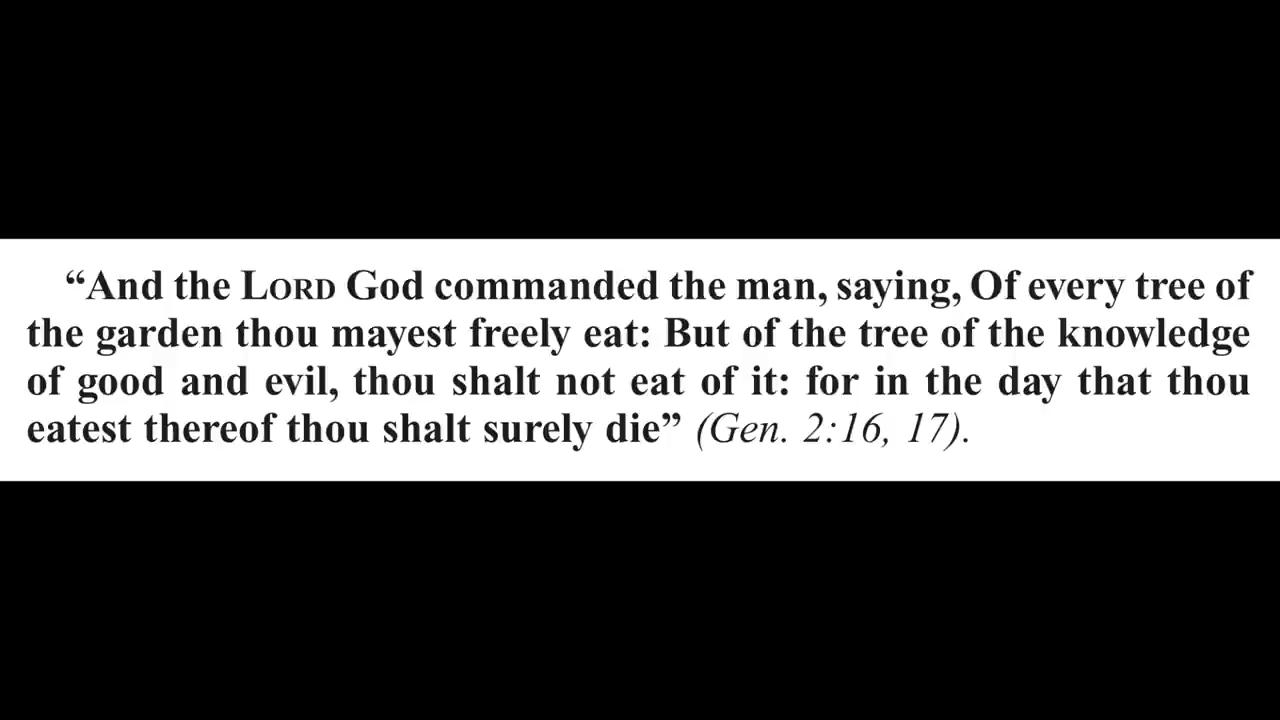 “And the LORD God commanded the man, saying, Of every tree of
the garden thou mayest freely eat: But of the tree of the knowledge
of good and evil, thou shalt not eat of it: for in the day that thou
eatest thereof thou shalt surely die” (Gen. 2:16, 17).